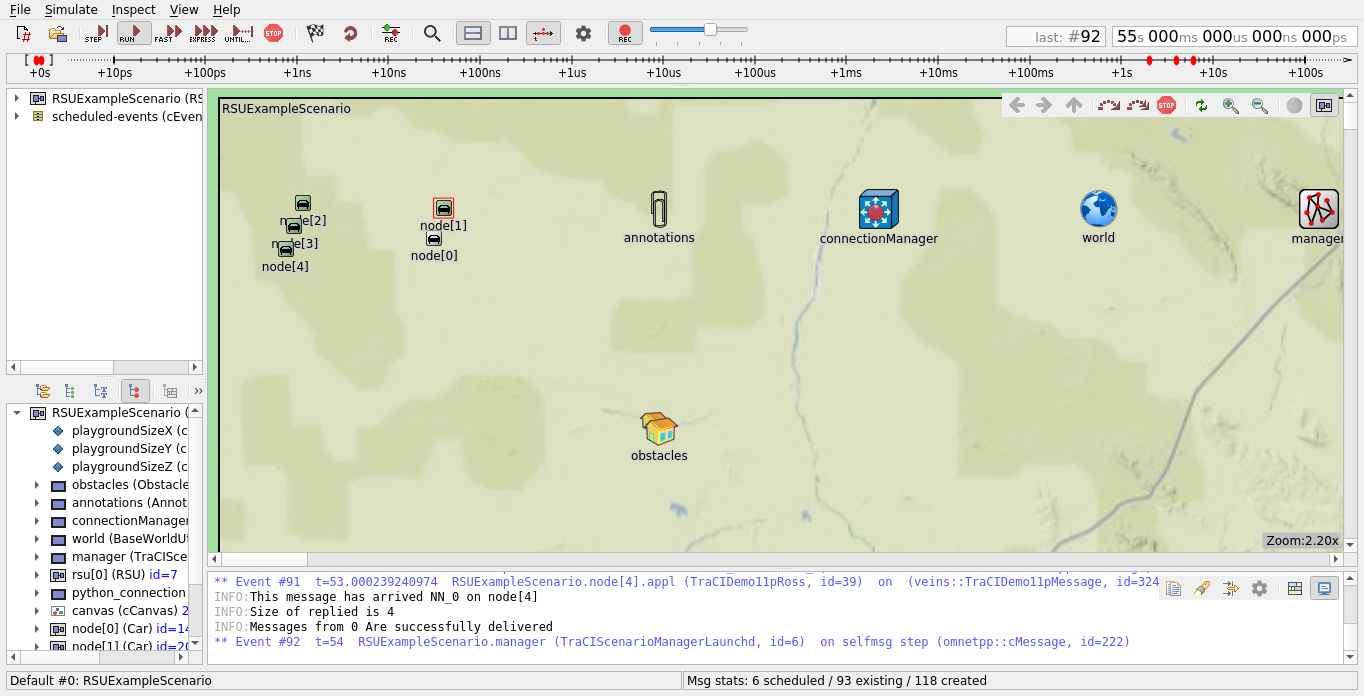 File Simulate Inspect View Help
STEP RUN FAST EXPRESS UNTIL... STOP REC REC last: #92 55s 000ms 000us 000ns 000ps
+0s +10ps +100ps +1ns +10ns +100ns +1us +10us +100us +1ms +10ms +100ms +1s +10s +100s
RSUExampleScenario (RS
scheduled-events (cEven
RSUExampleScenario
STOP
node[2]
node[3]
node[4]
node[1]
node[0]
annotations
connectionManager
world
manager
obstacles
Zoom:2.20x
RSUExampleScenario (
playgroundSizeX (c
playgroundSizeY (c
playgroundSizeZ (c
obstacles (Obstacle
annotations (Annot
connectionManager
world (BaseWorldUt
manager (TraCISce
rsu[0] (RSU) id=7
python_connection
canvas (cCanvas) 2
node[0] (Car) id=14
node[1] (Car) id=20
** Event #91 t=53.000239240974 RSUExampleScenario.node[4].appl (TraCIDemo11pRoss, id=39) on (veins::TraCIDemo11pMessage, id=324
INFO:This message has arrived NN_0 on node[4]
INFO:Size of replied is 4
INFO:Messages from 0 Are successfully delivered
** Event #92 t=54 RSUExampleScenario.manager (TraCIScenarioManagerLaunchd, id=6) on selfmsg step (omnetpp::cMessage, id=222)
Default #0: RSUExampleScenario
Msg stats: 6 scheduled / 93 existing / 118 created